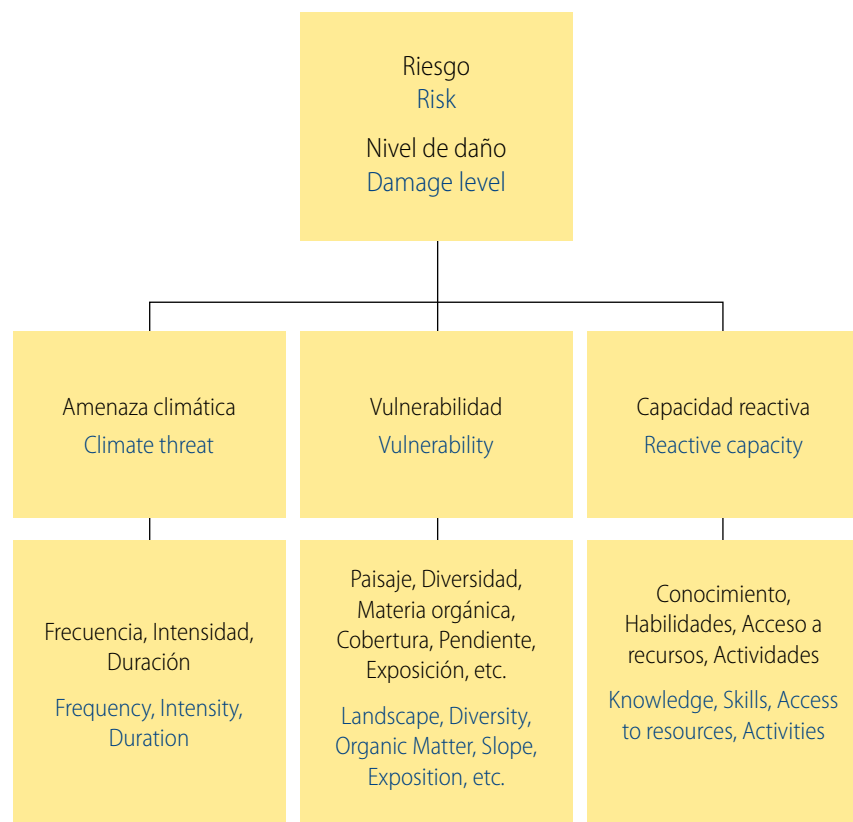 Riesgo
Risk
Nivel de daño
Damage level
Amenaza climática
Climate threat
Vulnerabilidad
Vulnerability
Capacidad reactiva
Reactive capacity
Frecuencia, Intensidad,
Duración
Frequency, Intensity,
Duration
Paisaje, Diversidad,
Materia orgánica,
Cobertura, Pendiente,
Exposición, etc.
Landscape, Diversity,
Organic Matter, Slope,
Exposition, etc.
Conocimiento,
Habilidades, Acceso a
recursos, Actividades
Knowledge, Skills, Access
to resources, Activities